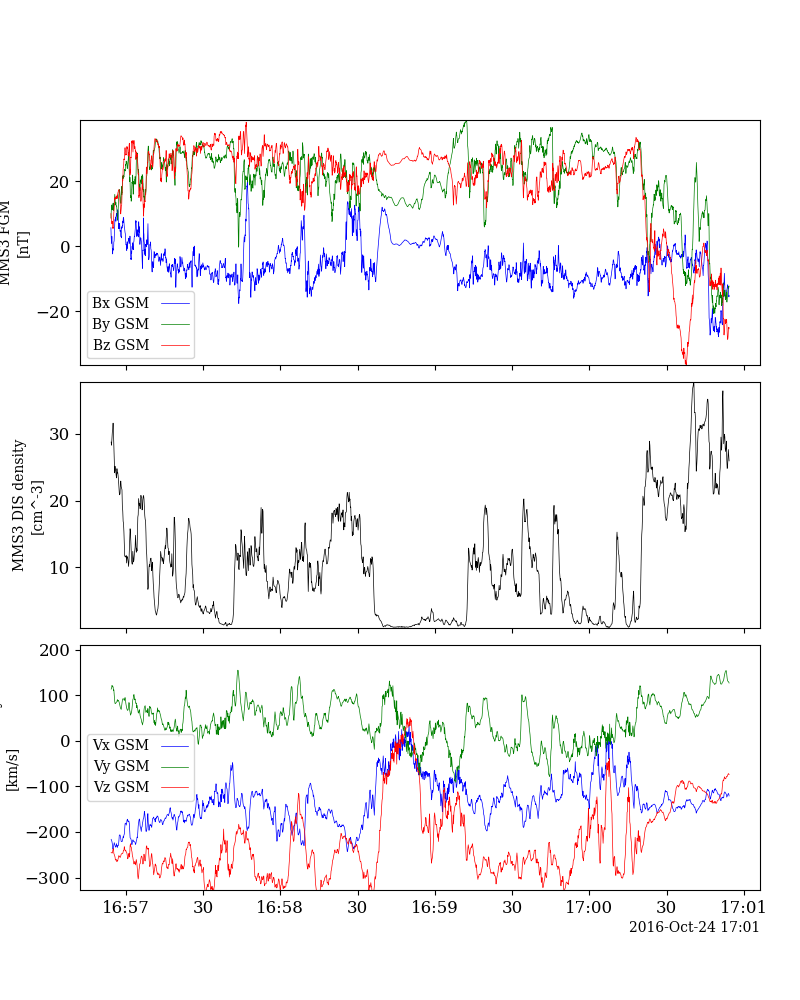 20
0
−20
MMS3 FGM
[nT]
Bx GSM
By GSM
Bz GSM
30
20
10
MMS3 DIS density
[cm^-3]
200
100
0
−100
−200
−300
[km/s]
Vx GSM
Vy GSM
Vz GSM
16:57 30 16:58 30 16:59 30 17:00 30 17:01
2016-Oct-24 17:01